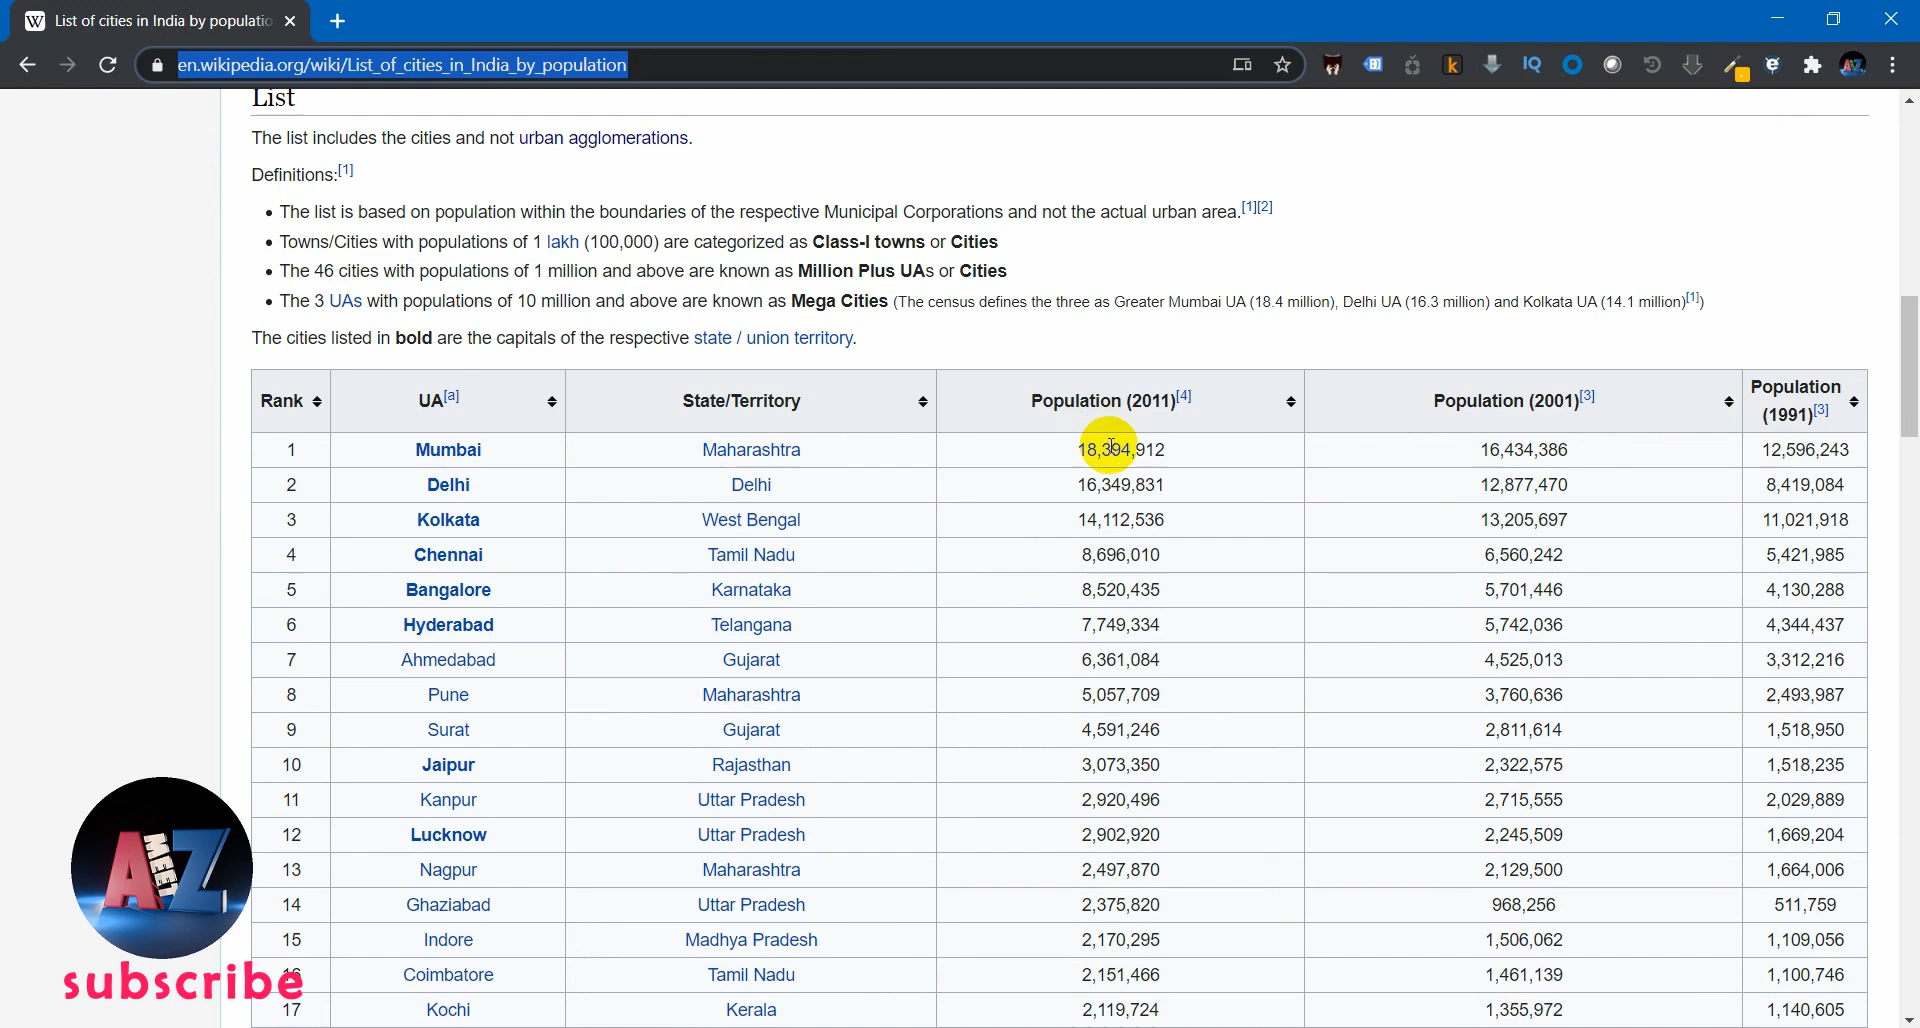 List of cities in India by populatio
en.wikipedia.org/wiki/List_of_cities_in_India_by_population
List
The list includes the cities and not urban agglomerations.
Definitions:[1]
• The list is based on population within the boundaries of the respective Municipal Corporations and not the actual urban area.[1][2]
• Towns/Cities with populations of 1 lakh (100,000) are categorized as Class-I towns or Cities
• The 46 cities with populations of 1 million and above are known as Million Plus UAs or Cities
• The 3 UAs with populations of 10 million and above are known as Mega Cities (The census defines the three as Greater Mumbai UA (18.4 million), Delhi UA (16.3 million) and Kolkata UA (14.1 million)[1])
The cities listed in bold are the capitals of the respective state / union territory.
Rank UA[a] State/Territory Population (2011)[4] Population (2001)[3] Population (1991)[3]
1 Mumbai Maharashtra 18,394,912 16,434,386 12,596,243
2 Delhi Delhi 16,349,831 12,877,470 8,419,084
3 Kolkata West Bengal 14,112,536 13,205,697 11,021,918
4 Chennai Tamil Nadu 8,696,010 6,560,242 5,421,985
5 Bangalore Karnataka 8,520,435 5,701,446 4,130,288
6 Hyderabad Telangana 7,749,334 5,742,036 4,344,437
7 Ahmedabad Gujarat 6,361,084 4,525,013 3,312,216
8 Pune Maharashtra 5,057,709 3,760,636 2,493,987
9 Surat Gujarat 4,591,246 2,811,614 1,518,950
10 Jaipur Rajasthan 3,073,350 2,322,575 1,518,235
11 Kanpur Uttar Pradesh 2,920,496 2,715,555 2,029,889
12 Lucknow Uttar Pradesh 2,902,920 2,245,509 1,669,204
13 Nagpur Maharashtra 2,497,870 2,129,500 1,664,006
14 Ghaziabad Uttar Pradesh 2,375,820 968,256 511,759
15 Indore Madhya Pradesh 2,170,295 1,506,062 1,109,056
16 Coimbatore Tamil Nadu 2,151,466 1,461,139 1,100,746
17 Kochi Kerala 2,119,724 1,355,972 1,140,605
A MEET Z
subscribe